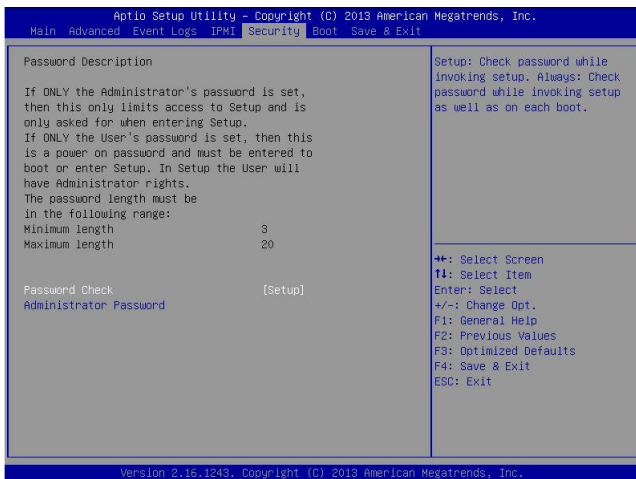 Aptio Setup Utility – Copyright (C) 2013 American Megatrends, Inc.
Main Advanced Event Logs IPMI Security Boot Save & Exit
Password Description
If ONLY the Administrator's password is set,
then this only limits access to Setup and is
only asked for when entering Setup.
If ONLY the User's password is set, then this
is a power on password and must be entered to
boot or enter Setup. In Setup the User will
have Administrator rights.
The password length must be
in the following range:
Minimum length 3
Maximum length 20
Password Check [Setup]
Administrator Password
Setup: Check password while
invoking setup. Always: Check
password while invoking setup
as well as on each boot.
→←: Select Screen
↑↓: Select Item
Enter: Select
+/-: Change Opt.
F1: General Help
F2: Previous Values
F3: Optimized Defaults
F4: Save & Exit
ESC: Exit
Version 2.16.1243. Copyright (C) 2013 American Megatrends, Inc.